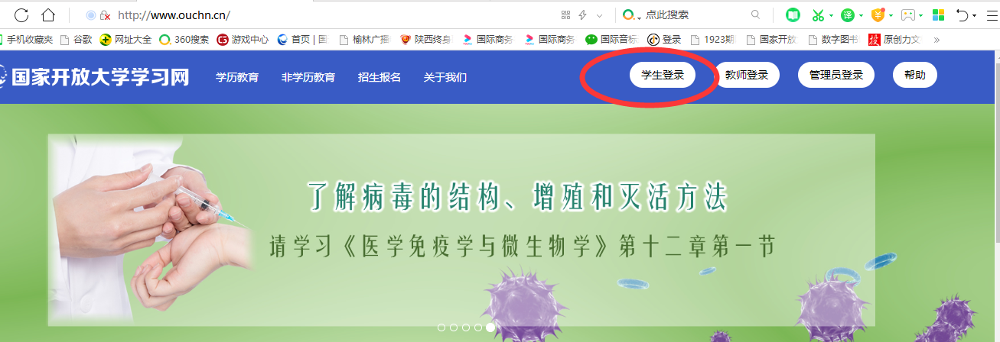 http://www.ouchn.cn/
点此搜索
译
手机收藏夹 谷歌 网址大全 360搜索 游戏中心 首页 | 国 榆林广播 陕西终身 国际商务 国际商务 国际音标 登录 1923期 国家开放 数字图书 投 原创力文 »
国家开放大学学习网 学历教育 非学历教育 招生报名 关于我们 学生登录 教师登录 管理员登录 帮助
了解病毒的结构、增殖和灭活方法
请学习《医学免疫学与微生物学》第十二章第一节